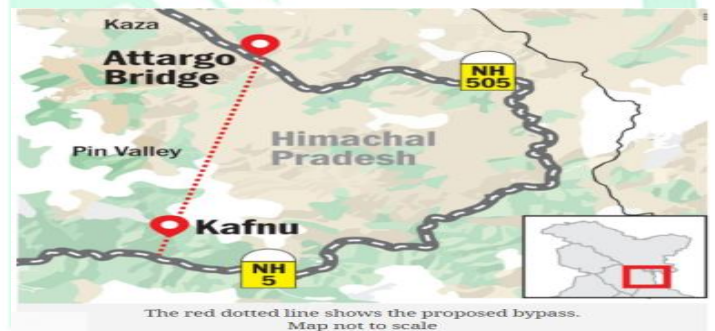 Kaza
Attargo
Bridge
NH
505
Himachal
Pradesh
Pin Valley
Kafnu
NH
5
The red dotted line shows the proposed bypass.
Map not to scale